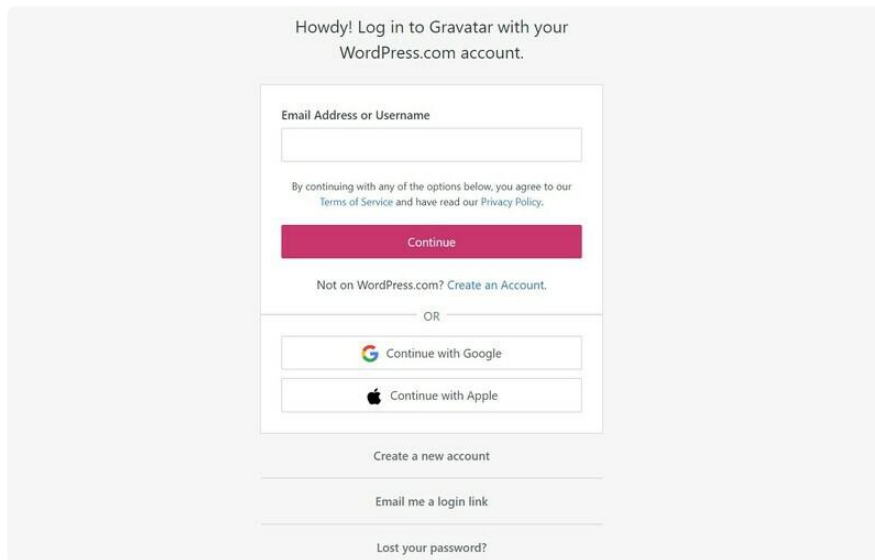 Howdy! Log in to Gravatar with your
WordPress.com account.
Email Address or Username
By continuing with any of the options below, you agree to our
Terms of Service and have read our Privacy Policy.
Continue
Not on WordPress.com? Create an Account.
OR
Continue with Google
Continue with Apple
Create a new account
Email me a login link
Lost your password?